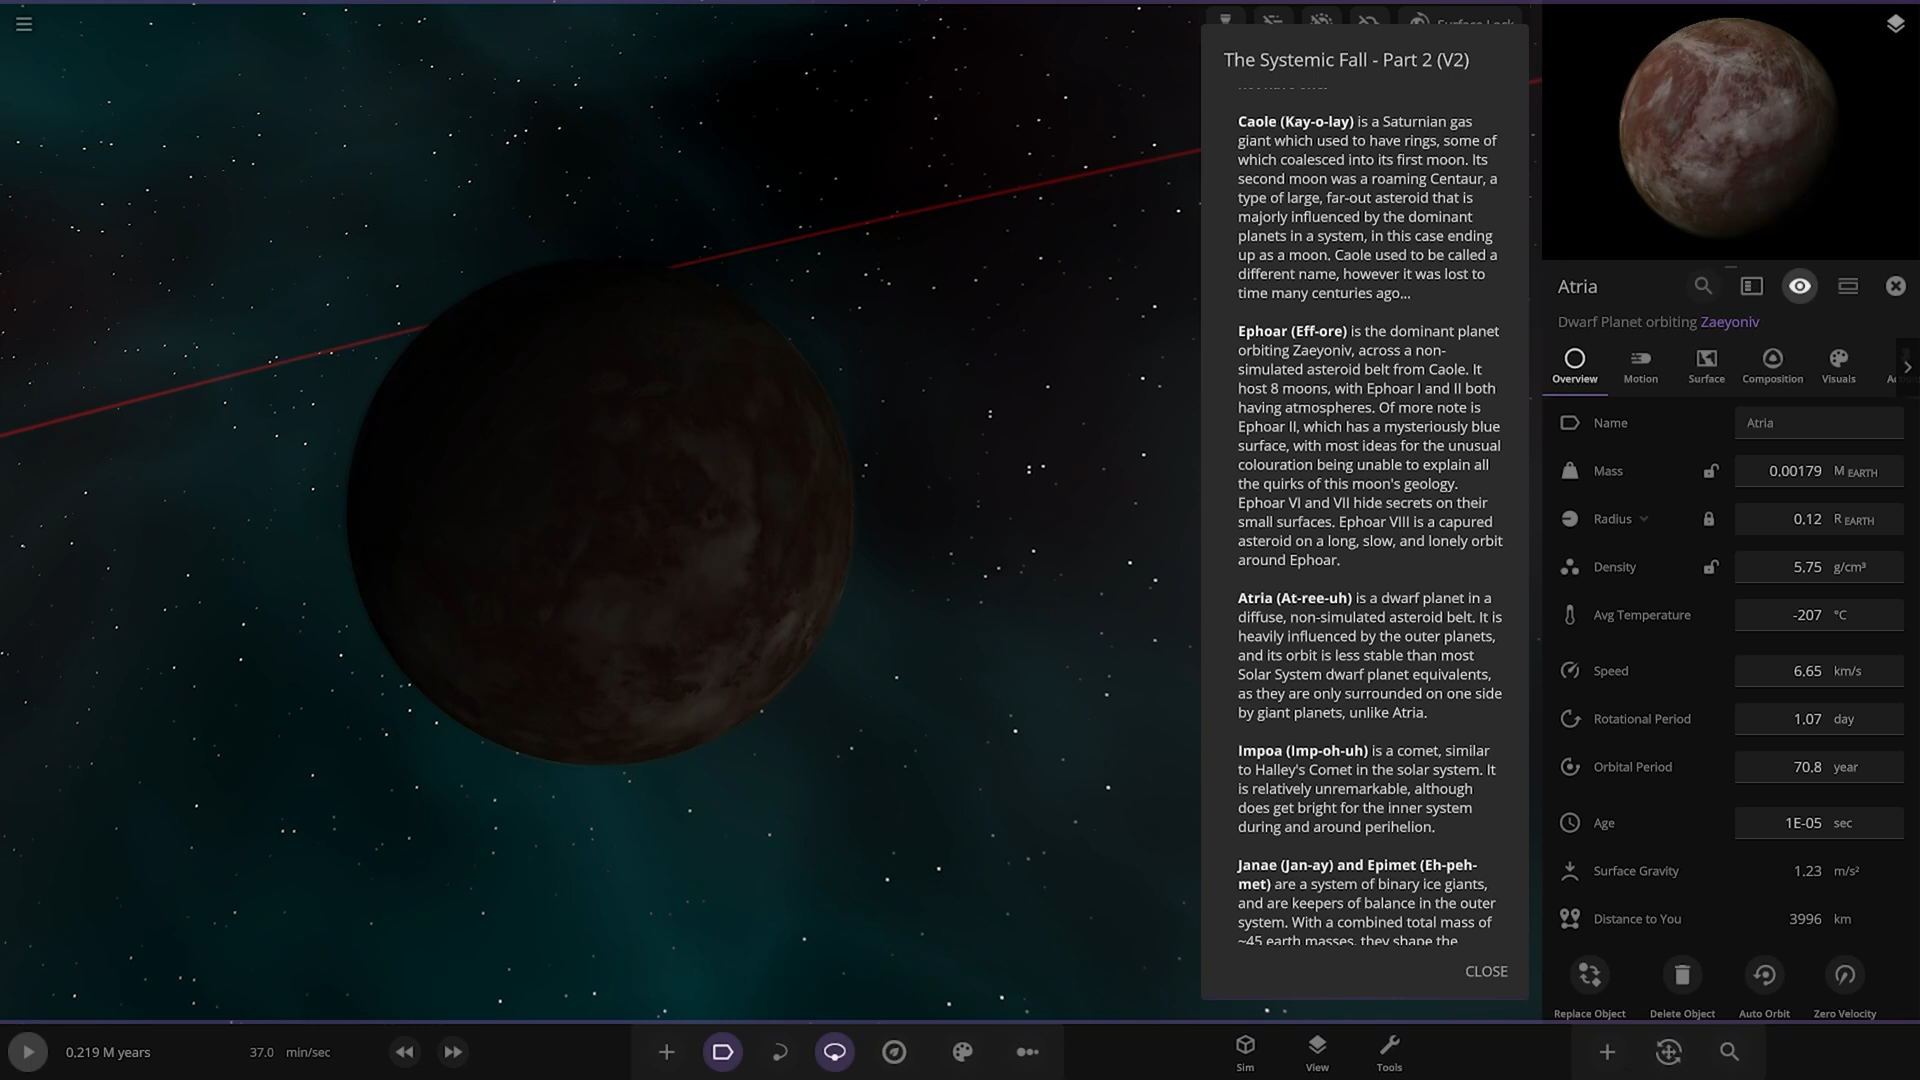 Surface Lock
The Systemic Fall - Part 2 (V2)
Caole (Kay-o-lay) is a Saturnian gas
giant which used to have rings, some of
which coalesced into its first moon. Its
second moon was a roaming Centaur, a
type of large, far-out asteroid that is
majorly influenced by the dominant
planets in a system, in this case ending
up as a moon. Caole used to be called a
different name, however it was lost to
time many centuries ago...
Ephoar (Eff-ore) is the dominant planet
orbiting Zaeyoniv, across a non-
simulated asteroid belt from Caole. It
host 8 moons, with Ephoar I and II both
having atmospheres. Of more note is
Ephoar II, which has a mysteriously blue
surface, with most ideas for the unusual
colouration being unable to explain all
the quirks of this moon's geology.
Ephoar VI and VII hide secrets on their
small surfaces. Ephoar VIII is a capured
asteroid on a long, slow, and lonely orbit
around Ephoar.
Atria (At-ree-uh) is a dwarf planet in a
diffuse, non-simulated asteroid belt. It is
heavily influenced by the outer planets,
and its orbit is less stable than most
Solar System dwarf planet equivalents,
as they are only surrounded on one side
by giant planets, unlike Atria.
Impoa (Imp-oh-uh) is a comet, similar
to Halley's Comet in the solar system. It
is relatively unremarkable, although
does get bright for the inner system
during and around perihelion.
Janae (Jan-ay) and Epimet (Eh-peh-
met) are a system of binary ice giants,
and are keepers of balance in the outer
system. With a combined total mass of
~45 earth masses, they shape the
CLOSE
Atria
Dwarf Planet orbiting Zaeyoniv
Overview Motion Surface Composition Visuals
Name Atria
Mass 0.00179 M EARTH
Radius 0.12 R EARTH
Density 5.75 g/cm³
Avg Temperature -207 °C
Speed 6.65 km/s
Rotational Period 1.07 day
Orbital Period 70.8 year
Age 1E-05 sec
Surface Gravity 1.23 m/s²
Distance to You 3996 km
Replace Object Delete Object Auto Orbit Zero Velocity
0.219 M years 37.0 min/sec
Sim View Tools